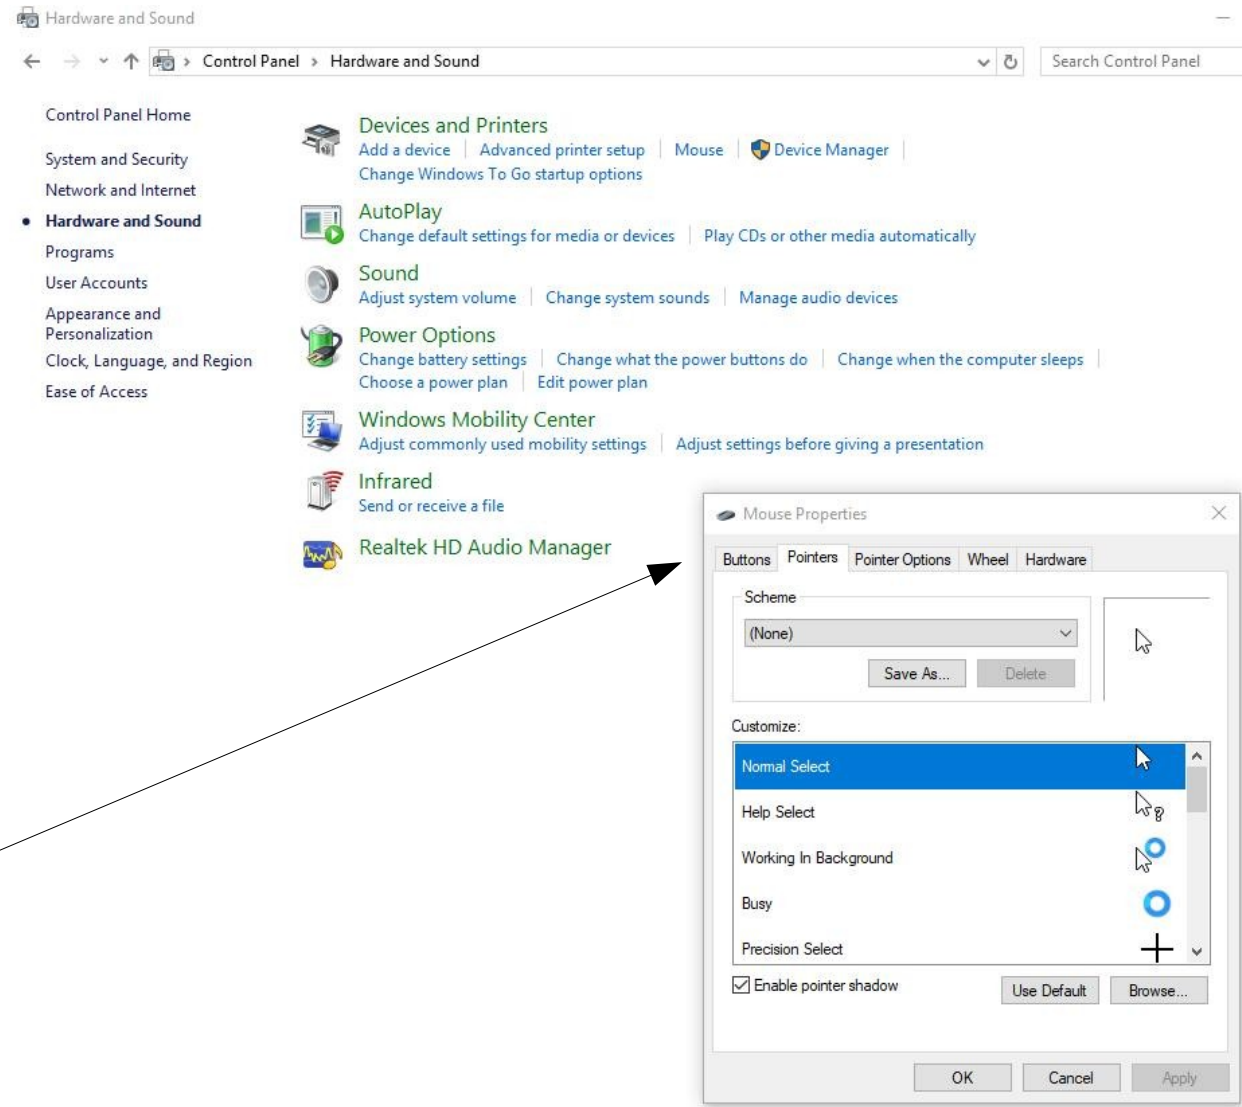 Hardware and Sound
Control Panel > Hardware and Sound
Search Control Panel
Control Panel Home
System and Security
Network and Internet
Hardware and Sound
Programs
User Accounts
Appearance and
Personalization
Clock, Language, and Region
Ease of Access
Devices and Printers
Add a device | Advanced printer setup | Mouse | Device Manager |
Change Windows To Go startup options
AutoPlay
Change default settings for media or devices | Play CDs or other media automatically
Sound
Adjust system volume | Change system sounds | Manage audio devices
Power Options
Change battery settings | Change what the power buttons do | Change when the computer sleeps |
Choose a power plan | Edit power plan
Windows Mobility Center
Adjust commonly used mobility settings | Adjust settings before giving a presentation
Infrared
Send or receive a file
Realtek HD Audio Manager
Mouse Properties
Buttons Pointers Pointer Options Wheel Hardware
Scheme
(None)
Save As... Delete
Customize:
Normal Select
Help Select
Working In Background
Busy
Precision Select
Enable pointer shadow
Use Default Browse...
OK Cancel Apply